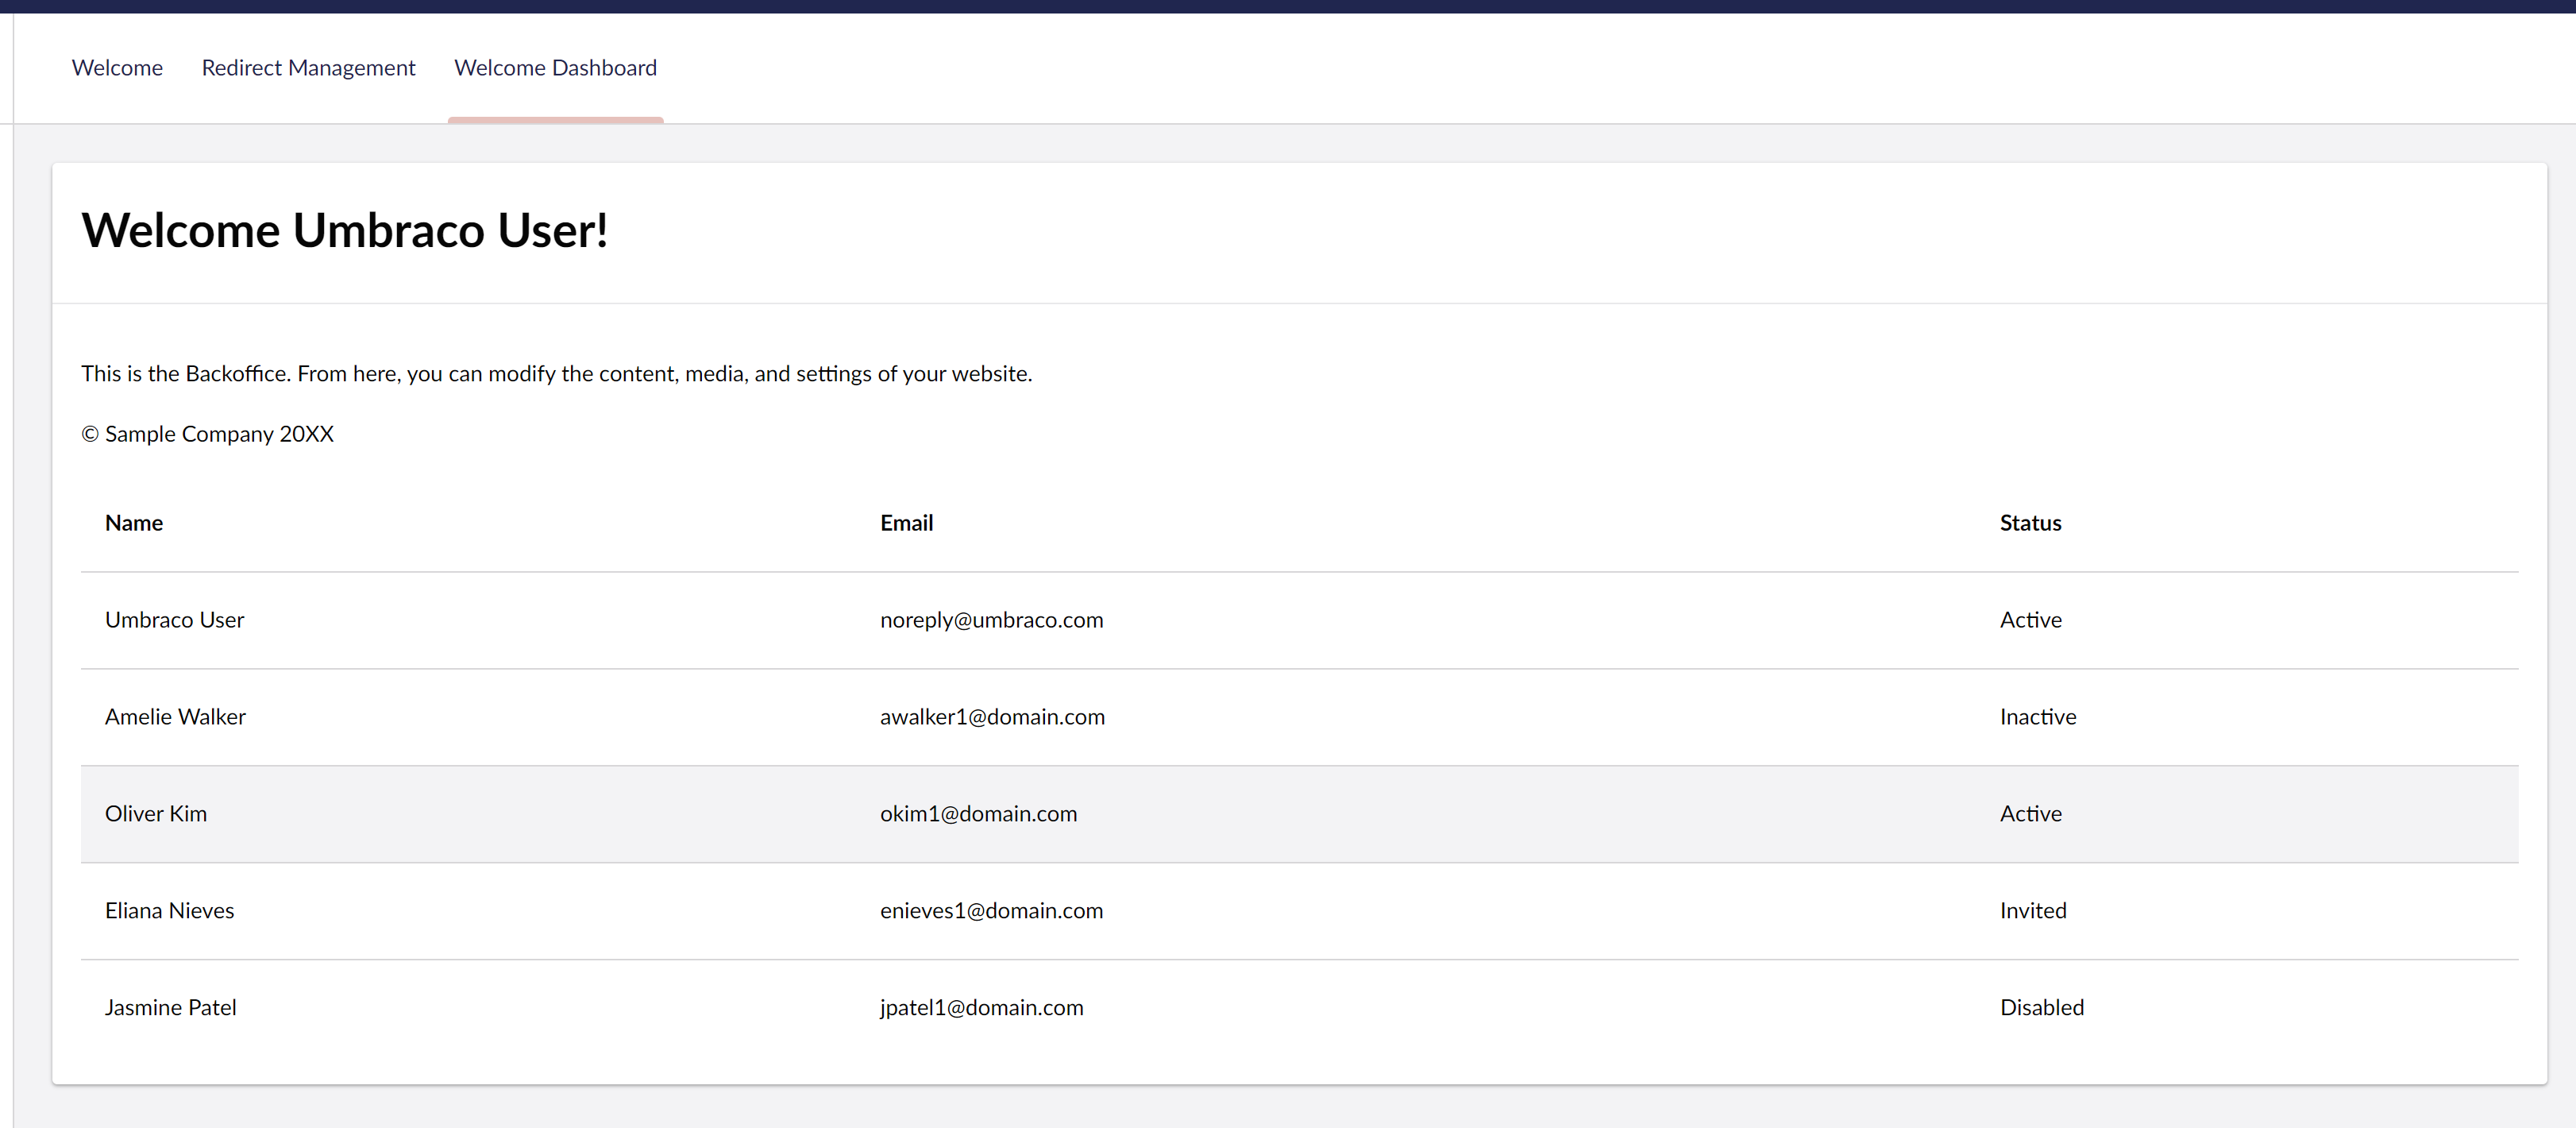 Welcome Redirect Management Welcome Dashboard
Welcome Umbraco User!
This is the Backoffice. From here, you can modify the content, media, and settings of your website.
© Sample Company 20XX
Name Email Status
Umbraco User noreply@umbraco.com Active
Amelie Walker awalker1@domain.com Inactive
Oliver Kim okim1@domain.com Active
Eliana Nieves enieves1@domain.com Invited
Jasmine Patel jpatel1@domain.com Disabled